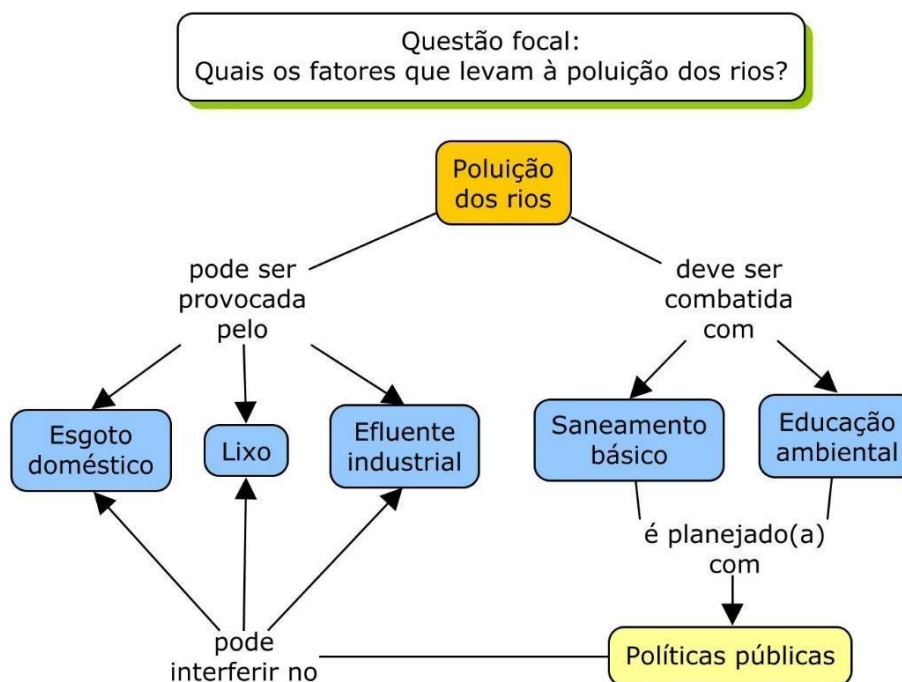 Questão focal:
Quais os fatores que levam à poluição dos rios?
Poluição
dos rios
pode ser
provocada
pelo
deve ser
combatida
com
Esgoto
doméstico
Lixo
Efluente
industrial
Saneamento
básico
Educação
ambiental
é planejado(a)
com
pode
interferir no
Políticas públicas